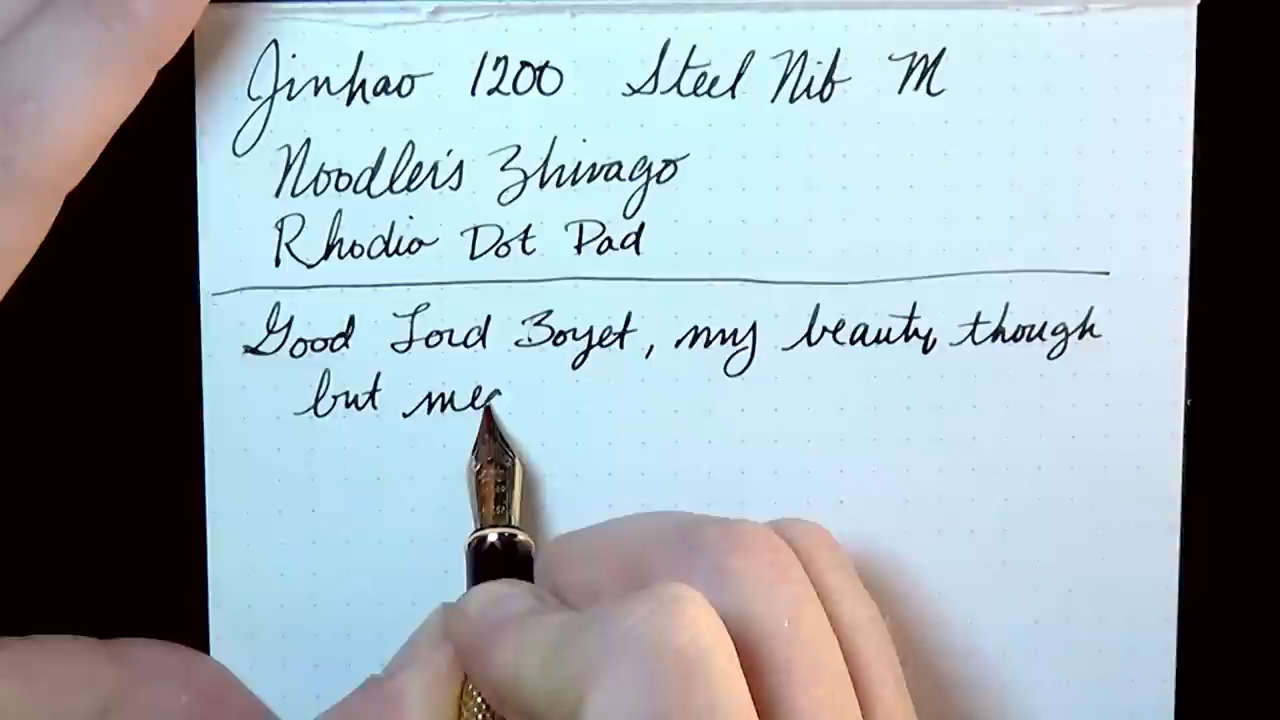 Jinhao 1200 Steel Nib M
Noodler's Zhivago
Rhodia Dot Pad
Good Lord Boyet, my beauty, though
but me